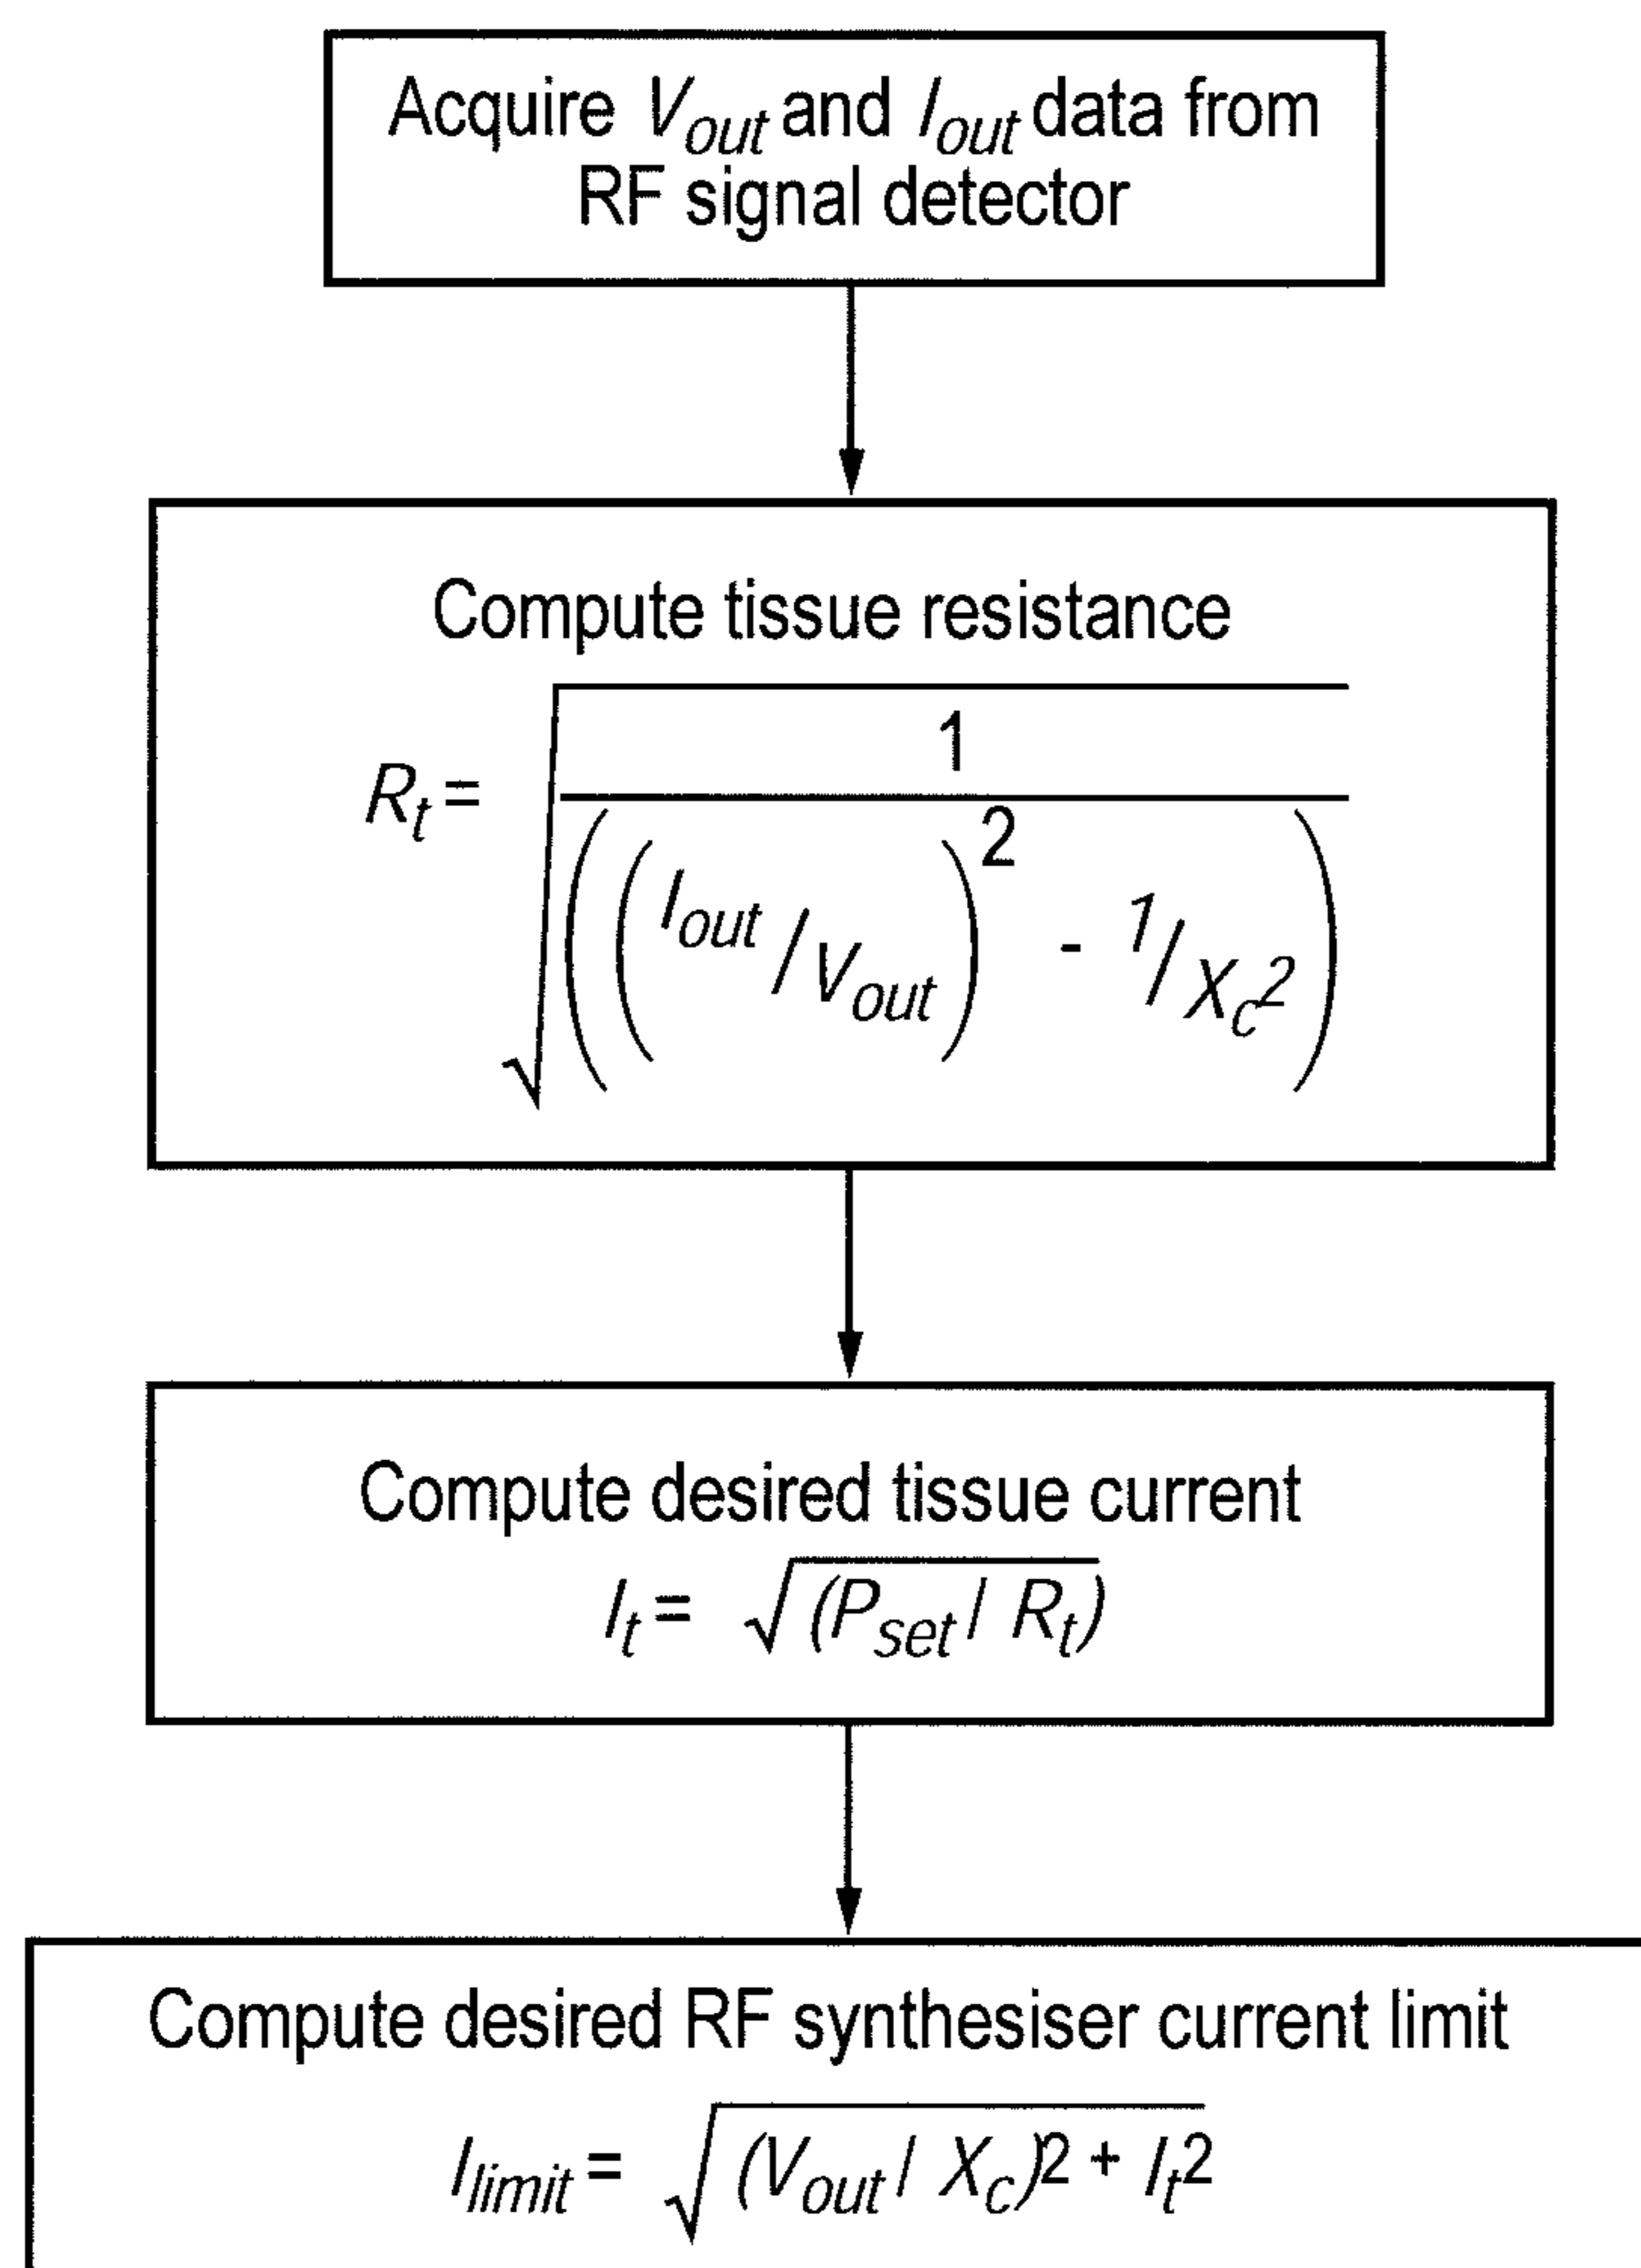 Acquire V_out and I_out data from
RF signal detector
Compute tissue resistance
R_t = √(1 / ((I_out/V_out)^2 - 1/X_c^2))
Compute desired tissue current
I_t = √(P_set / R_t)
Compute desired RF synthesiser current limit
I_limit = √((V_out / X_c)^2 + I_t^2)